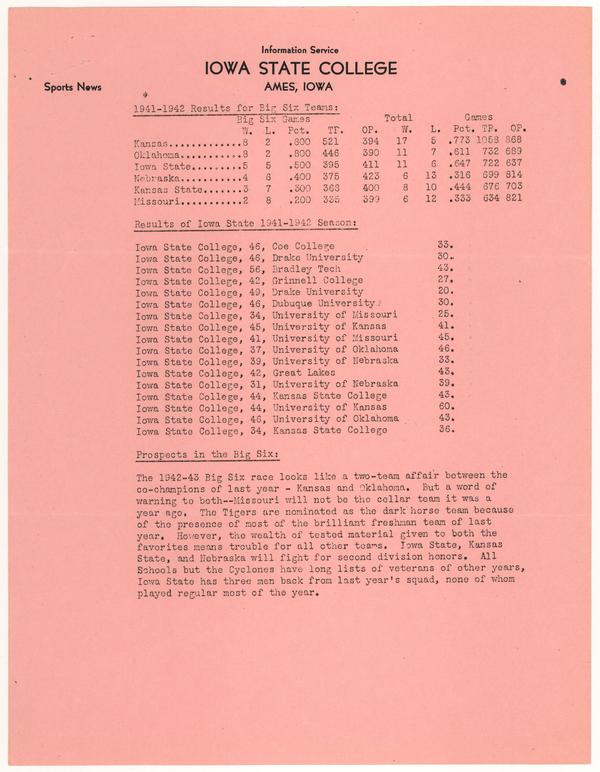 Information Service
IOWA STATE COLLEGE
Sports News AMES, IOWA
1941-1942 Results for Big Six Teams:
Big Six Games Total Games
W. L. Pct. TP. OP. W. L. Pct. TP. OP.
Kansas.............8 2 .800 521 394 17 5 .773 1058 868
Oklahoma...........8 2 .800 446 390 11 7 .611 732 689
Iowa State.........5 5 .500 395 411 11 6 .647 722 637
Nebraska...........4 6 .400 375 423 6 13 .316 699 814
Kansas State.......3 7 .300 368 400 8 10 .444 676 703
Missouri...........2 8 .200 335 399 6 12 .333 634 821
Results of Iowa State 1941-1942 Season:
Iowa State College, 46, Coe College 33.
Iowa State College, 46, Drake University 30.
Iowa State College, 56, Bradley Tech 43.
Iowa State College, 42, Grinnell College 27.
Iowa State College, 49, Drake University 20.
Iowa State College, 46, Dubuque University 30.
Iowa State College, 34, University of Missouri 25.
Iowa State College, 45, University of Kansas 41.
Iowa State College, 41, University of Missouri 45.
Iowa State College, 37, University of Oklahoma 46.
Iowa State College, 39, University of Nebraska 33.
Iowa State College, 42, Great Lakes 43.
Iowa State College, 31, University of Nebraska 39.
Iowa State College, 44, Kansas State College 43.
Iowa State College, 44, University of Kansas 60.
Iowa State College, 46, University of Oklahoma 43.
Iowa State College, 34, Kansas State College 36.
Prospects in the Big Six:
The 1942-43 Big Six race looks like a two-team affair between the
co-champions of last year - Kansas and Oklahoma. But a word of
warning to both--Missouri will not be the cellar team it was a
year ago. The Tigers are nominated as the dark horse team because
of the presence of most of the brilliant freshman team of last
year. However, the wealth of tested material given to both the
favorites means trouble for all other teams. Iowa State, Kansas
State, and Nebraska will fight for second division honors. All
Schools but the Cyclones have long lists of veterans of other years,
Iowa State has three men back from last year's squad, none of whom
played regular most of the year.